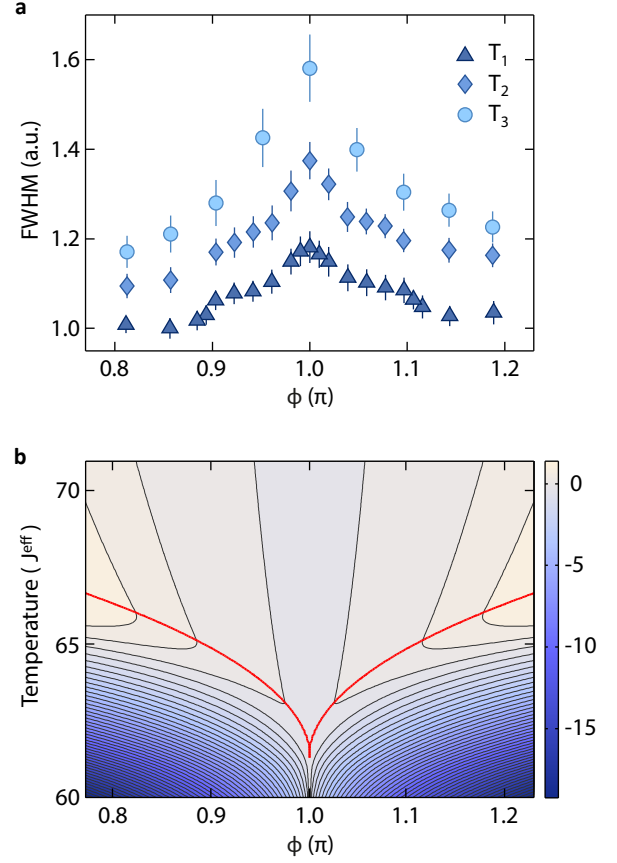 a
FWHM (a.u.)
1.6
1.4
1.2
1.0
T₁
T₂
T₃
0.8 0.9 1.0 1.1 1.2
ϕ (π)
b
Temperature ( Jᵉᶠᶠ)
70
65
60
0
-5
-10
-15
0.8 0.9 1.0 1.1 1.2
ϕ (π)